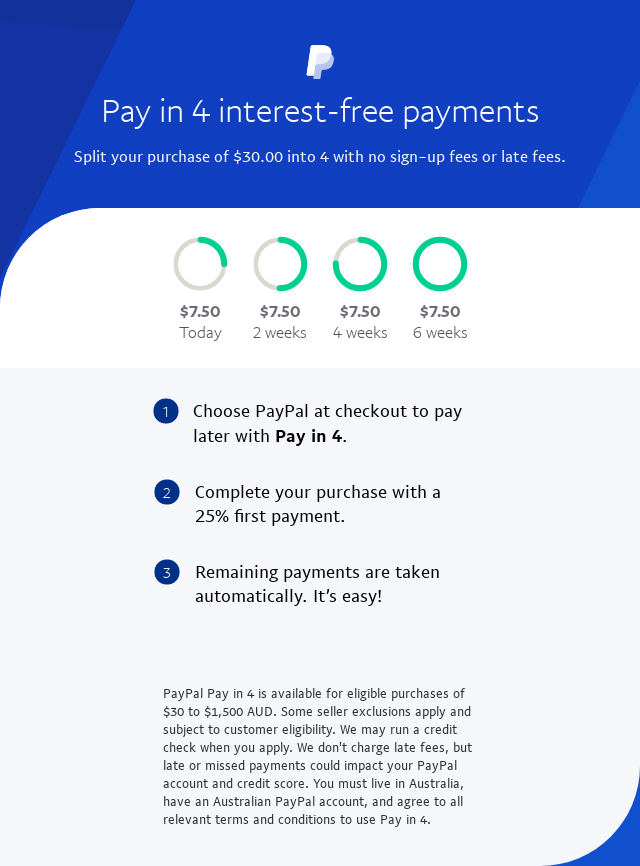 Pay in 4 interest-free payments
Split your purchase of $30.00 into 4 with no sign-up fees or late fees.
$7.50 $7.50 $7.50 $7.50
Today 2 weeks 4 weeks 6 weeks
1 Choose PayPal at checkout to pay
later with Pay in 4.
2 Complete your purchase with a
25% first payment.
3 Remaining payments are taken
automatically. It’s easy!
PayPal Pay in 4 is available for eligible purchases of
$30 to $1,500 AUD. Some seller exclusions apply and
subject to customer eligibility. We may run a credit
check when you apply. We don't charge late fees, but
late or missed payments could impact your PayPal
account and credit score. You must live in Australia,
have an Australian PayPal account, and agree to all
relevant terms and conditions to use Pay in 4.